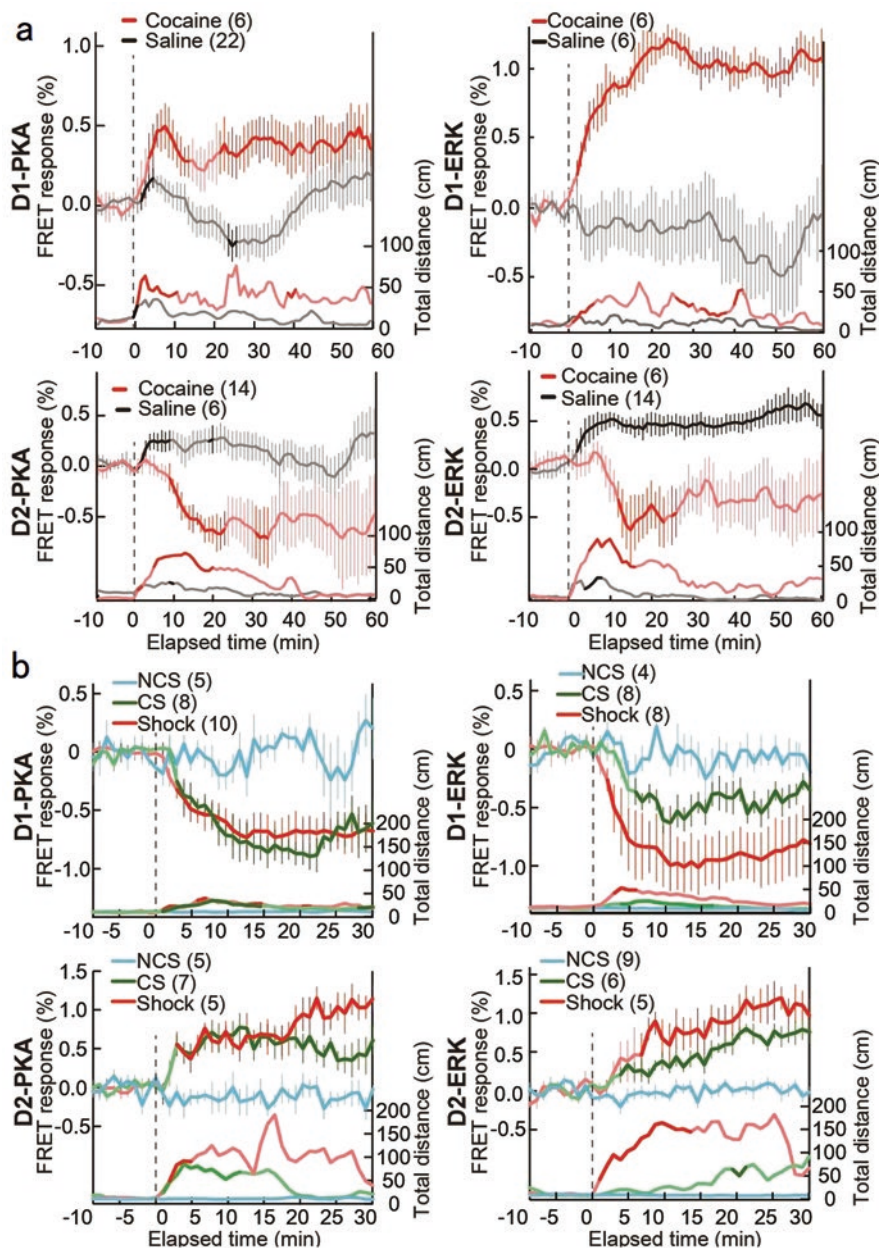 a
Cocaine (6)
Saline (22)
D1-PKA
FRET response (%)
1.0
0.5
0.0
-0.5
Total distance (cm)
100
50
0
-10 0 10 20 30 40 50 60
Cocaine (6)
Saline (6)
D1-ERK
FRET response (%)
1.0
0.5
0.0
-0.5
Total distance (cm)
100
50
0
-10 0 10 20 30 40 50 60
Cocaine (14)
Saline (6)
D2-PKA
FRET response (%)
0.5
0.0
-0.5
Total distance (cm)
100
50
0
-10 0 10 20 30 40 50 60
Elapsed time (min)
Cocaine (6)
Saline (14)
D2-ERK
FRET response (%)
0.5
0.0
-0.5
Total distance (cm)
100
50
0
-10 0 10 20 30 40 50 60
Elapsed time (min)
b
NCS (5)
CS (8)
Shock (10)
D1-PKA
FRET response (%)
0.5
0
-0.5
-1.0
Total distance (cm)
200
150
100
50
0
-10 -5 0 5 10 15 20 25 30
NCS (4)
CS (8)
Shock (8)
D1-ERK
FRET response (%)
0.5
0
-0.5
-1.0
Total distance (cm)
200
150
100
50
0
-10 -5 0 5 10 15 20 25 30
NCS (5)
CS (7)
Shock (5)
D2-PKA
FRET response (%)
1.5
1.0
0.5
0.0
-0.5
Total distance (cm)
200
150
100
50
0
-10 -5 0 5 10 15 20 25 30
Elapsed time (min)
NCS (9)
CS (6)
Shock (5)
D2-ERK
FRET response (%)
1.5
1.0
0.5
0.0
-0.5
Total distance (cm)
200
150
100
50
0
-10 -5 0 5 10 15 20 25 30
Elapsed time (min)